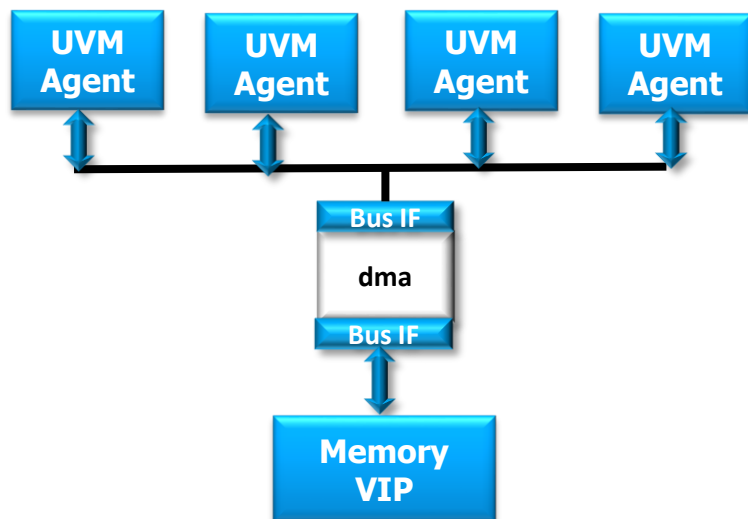 UVM
Agent
UVM
Agent
UVM
Agent
UVM
Agent
Bus IF
dma
Bus IF
Memory
VIP